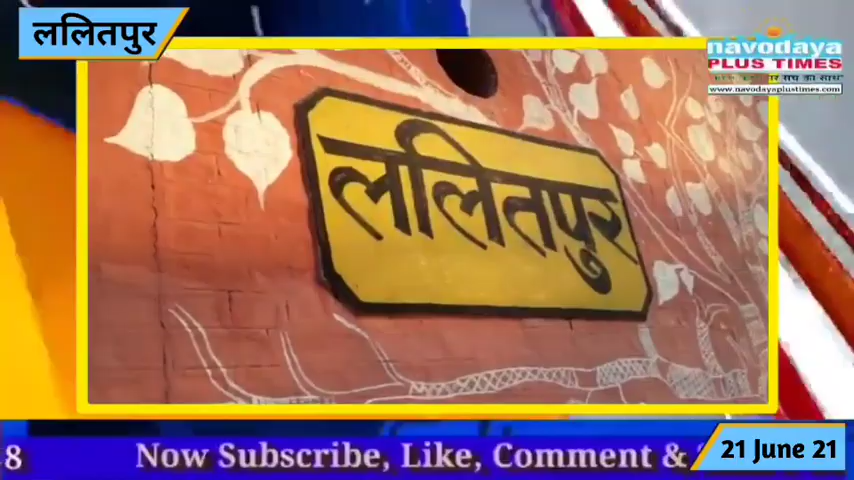 ललितपुर
navodaya
PLUS TIMES
www.navodayaplustimes.com
ललितपुर
8
Now Subscribe, Like, Comment &
21 June 21